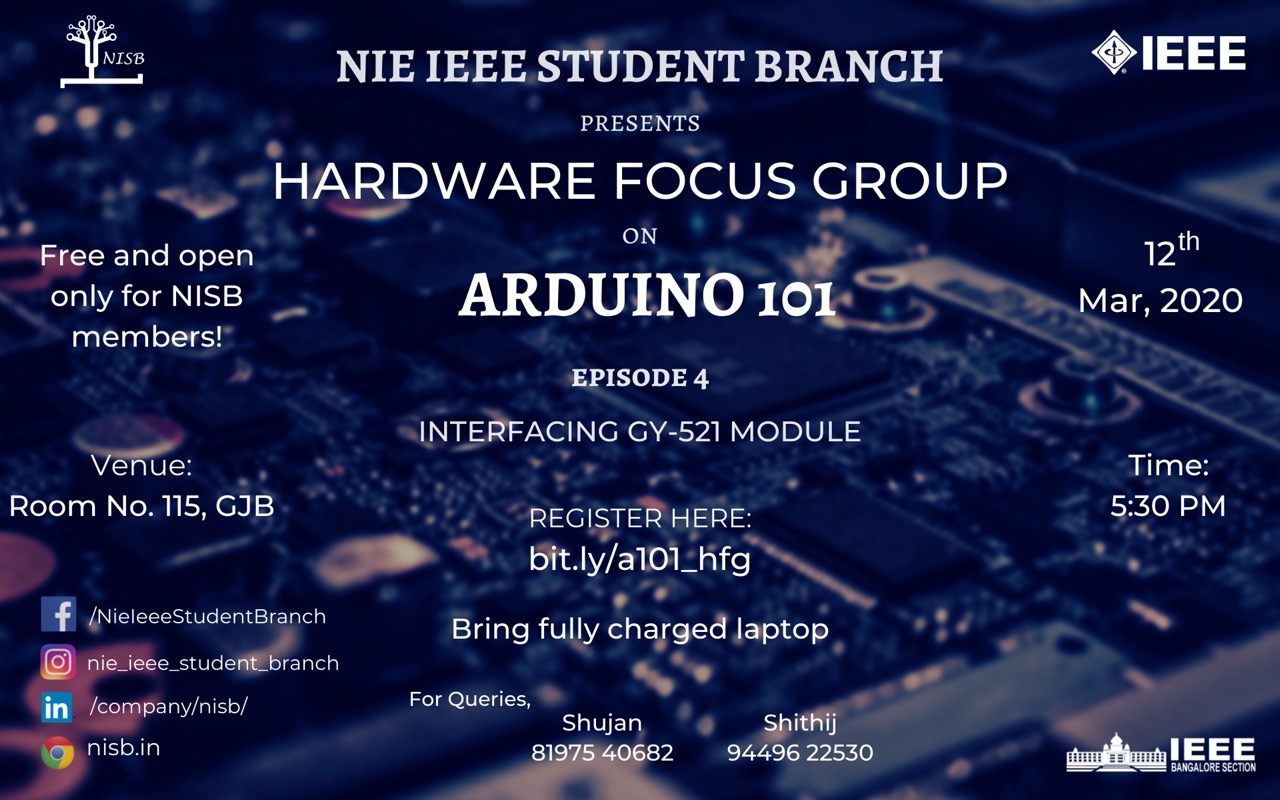 NISB
IEEE
NIE IEEE STUDENT BRANCH
PRESENTS
HARDWARE FOCUS GROUP
ON
ARDUINO 101
EPISODE 4
INTERFACING GY-521 MODULE
Free and open
only for NISB
members!
12th
Mar, 2020
Venue:
Room No. 115, GJB
Time:
5:30 PM
REGISTER HERE:
bit.ly/a101_hfg
Bring fully charged laptop
/NieIeeeStudentBranch
nie_ieee_student_branch
/company/nisb/
nisb.in
For Queries,
Shujan
81975 40682
Shithij
94496 22530
IEEE
BANGALORE SECTION